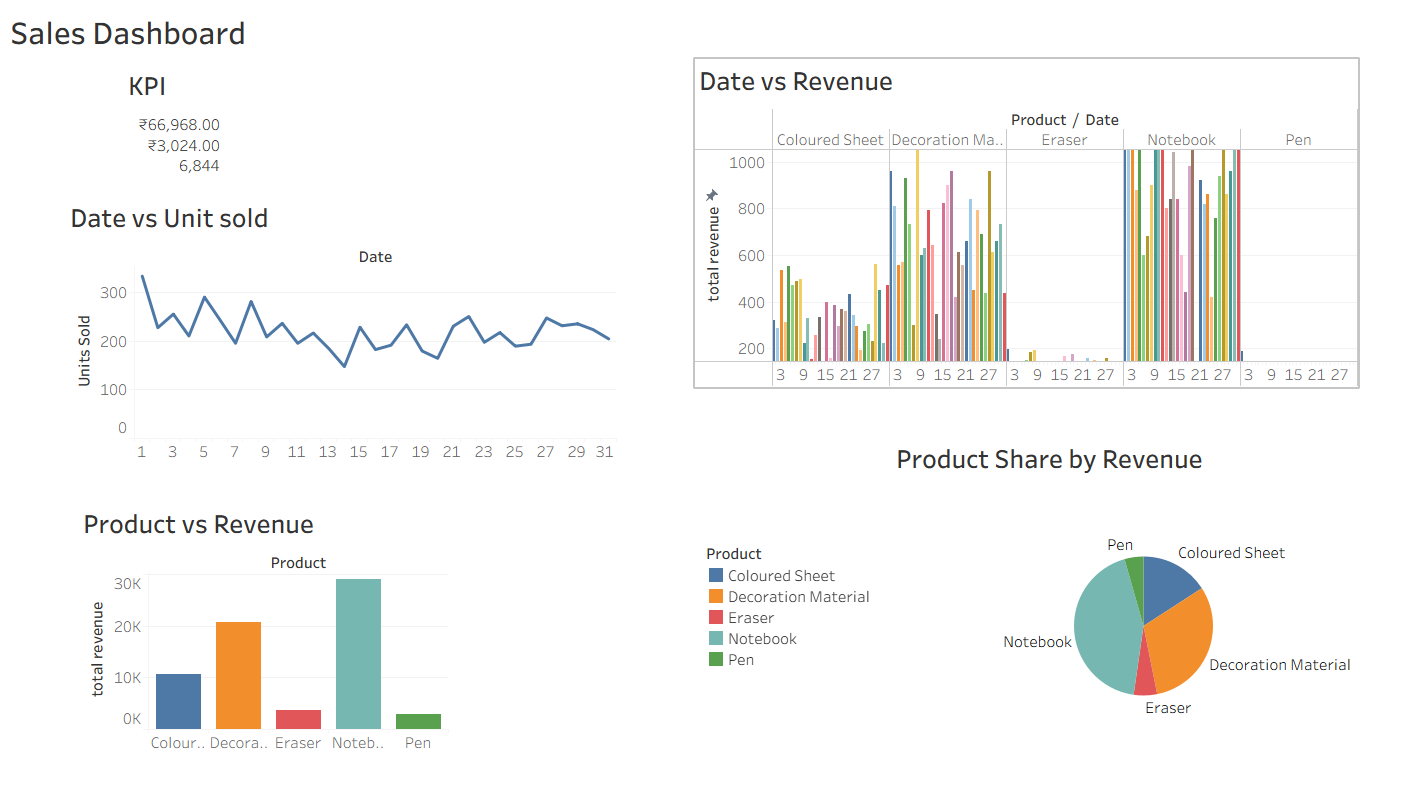 Sales Dashboard
KPI
₹66,968.00
₹3,024.00
6,844
Date vs Unit sold
Date
Units Sold
300
200
100
0
1 3 5 7 9 11 13 15 17 19 21 23 25 27 29 31
Product vs Revenue
Product
total revenue
30K
20K
10K
0K
Colour.. Decora.. Eraser Noteb.. Pen
Date vs Revenue
Product / Date
Coloured Sheet Decoration Ma.. Eraser Notebook Pen
total revenue
1000
800
600
400
200
3 9 15 21 27 3 9 15 21 27 3 9 15 21 27 3 9 15 21 27 3 9 15 21 27
Product Share by Revenue
Product
Coloured Sheet
Decoration Material
Eraser
Notebook
Pen
Pen
Coloured Sheet
Notebook
Decoration Material
Eraser